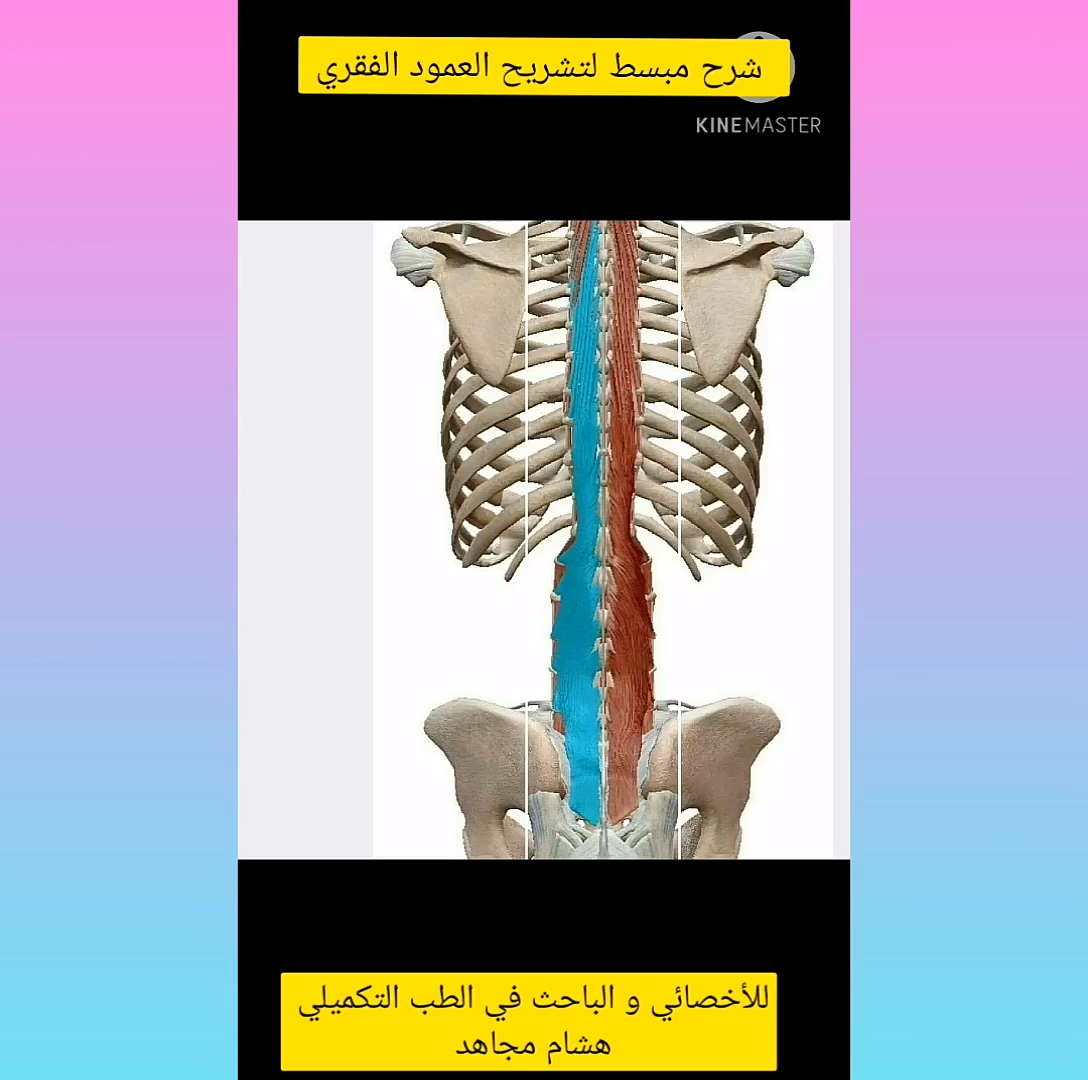 شرح مبسط لتشريح العمود الفقري
KINEMASTER
للأخصائي و الباحث في الطب التكميلي
هشام مجاهد